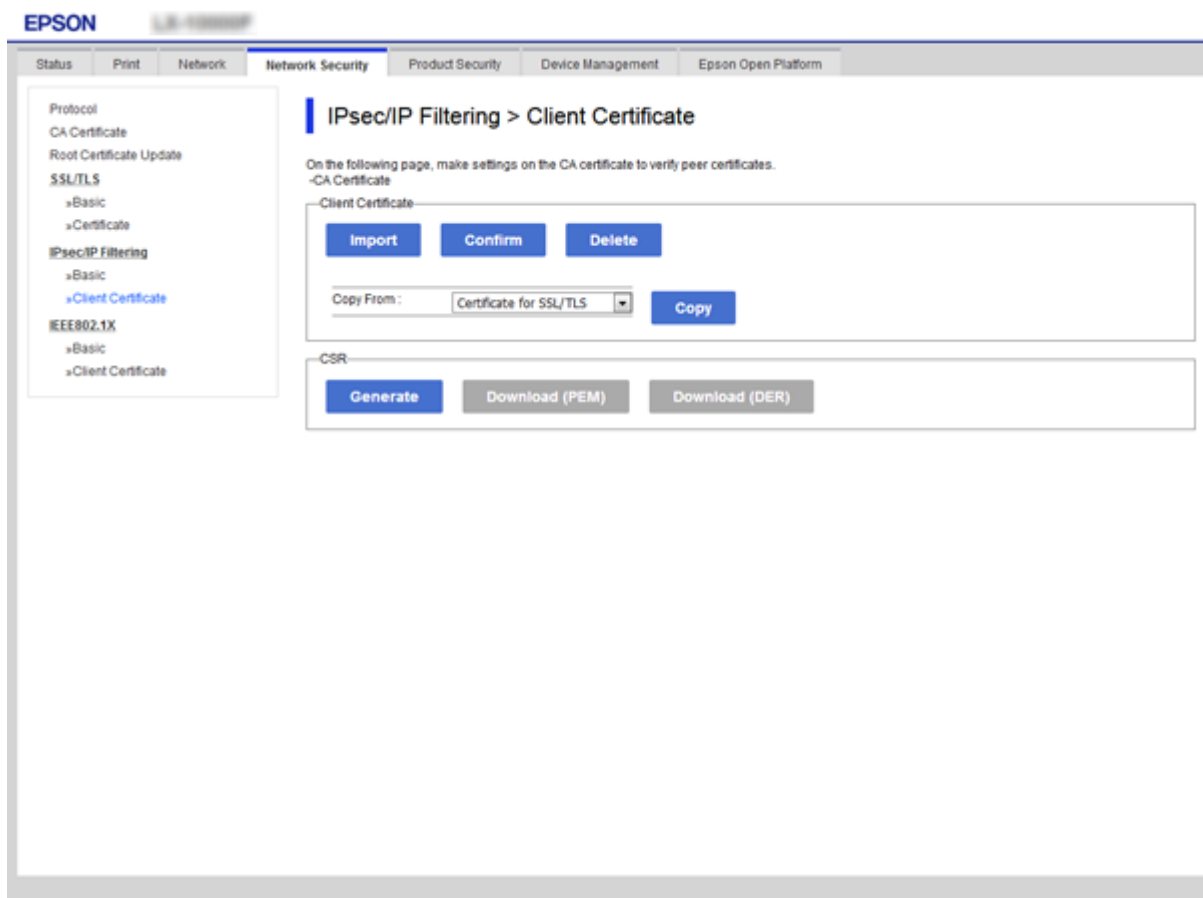 EPSON
Status Print Network Network Security Product Security Device Management Epson Open Platform
Protocol
CA Certificate
Root Certificate Update
SSL/TLS
»Basic
»Certificate
IPsec/IP Filtering
»Basic
»Client Certificate
IEEE802.1X
»Basic
»Client Certificate
IPsec/IP Filtering > Client Certificate
On the following page, make settings on the CA certificate to verify peer certificates.
-CA Certificate
Client Certificate
Import Confirm Delete
Copy From : Certificate for SSL/TLS Copy
CSR
Generate Download (PEM) Download (DER)